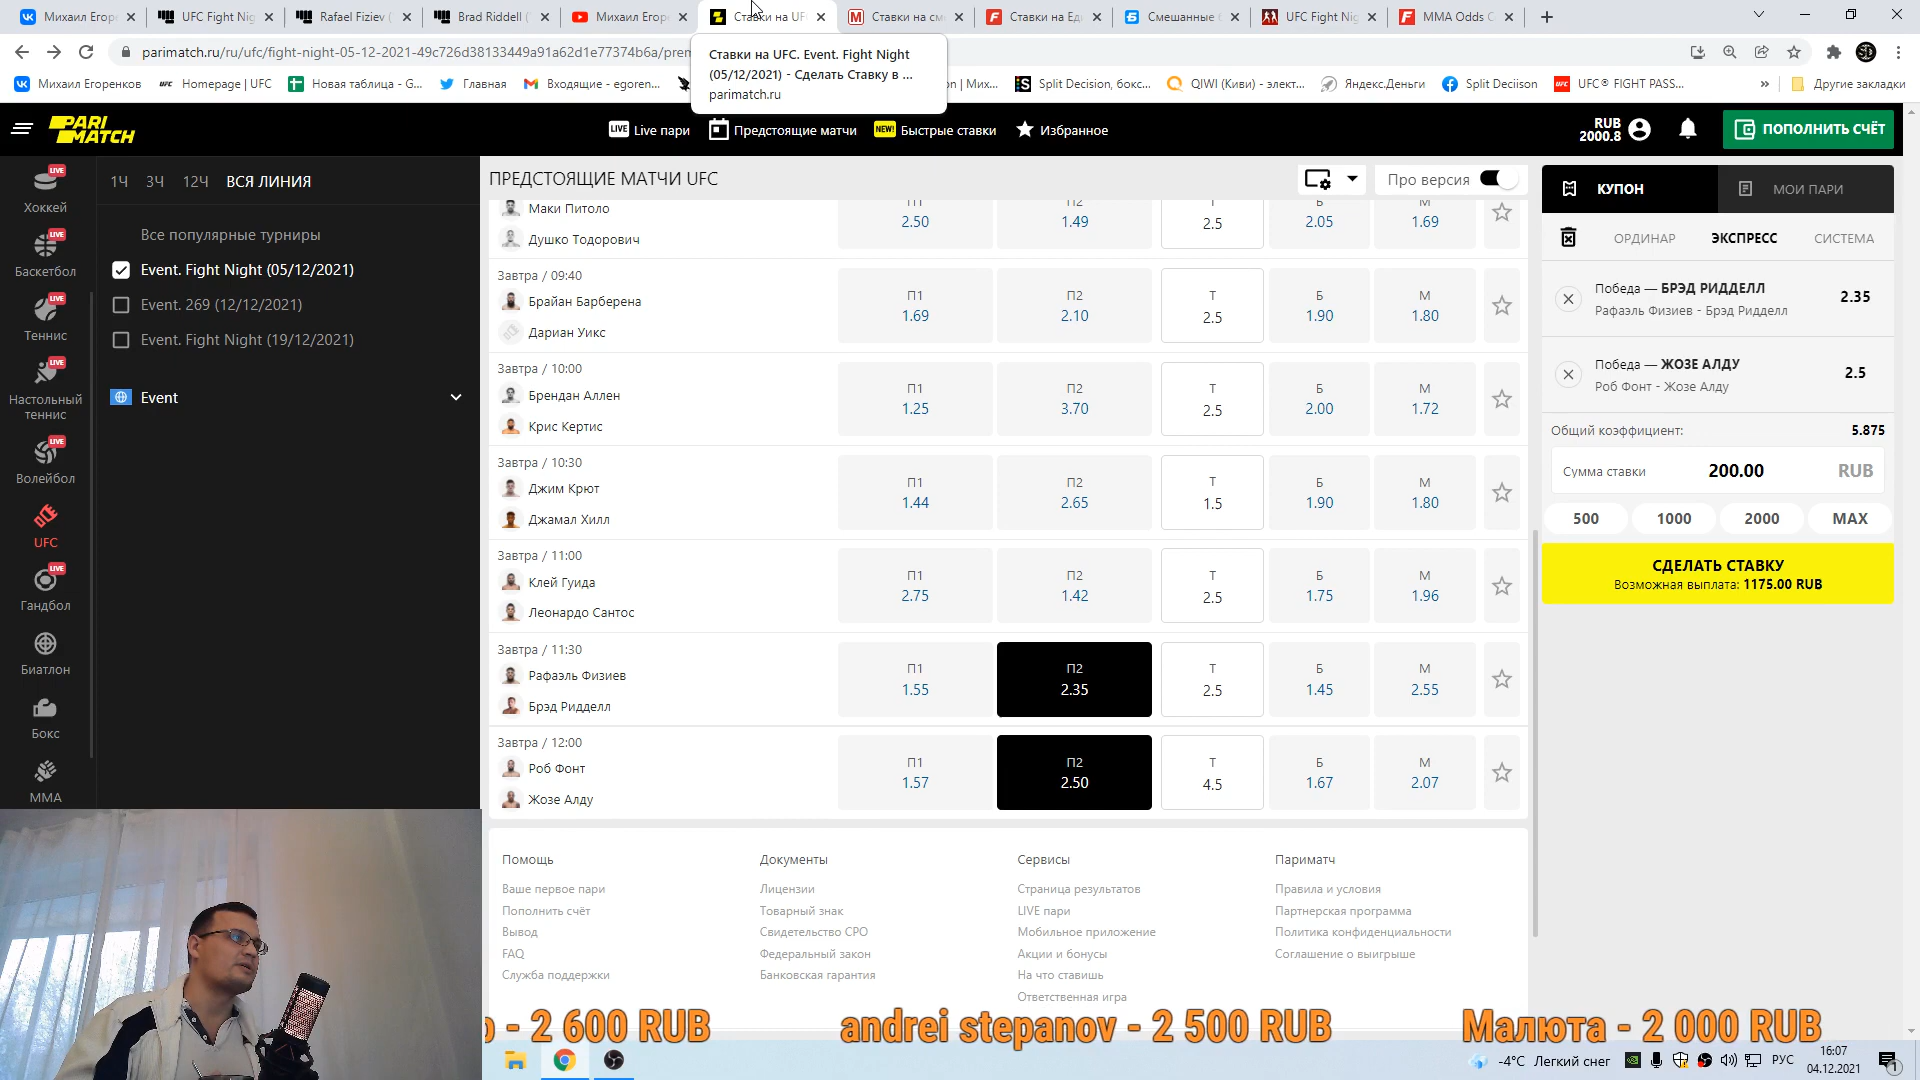 Михаил Егор
UFC Fight Nig
Rafael Fiziev (
Brad Riddell (
Михаил Егор
Ставки на UF
Ставки на см
Ставки на Ед
Смешанные
UFC Fight Nig
MMA Odds C
parimatch.ru/ru/ufc/fight-night-05-12-2021-49c726d38133449a91a62d1e77374b6a/prem
Ставки на UFC. Event. Fight Night
(05/12/2021) - Сделать Ставку в ...
parimatch.ru
Михаил Егоренков
Homepage | UFC
Новая таблица - G...
Главная
Входящие - egoren...
on | Мих...
Split Decision, бокс...
QIWI (Киви) - элект...
Яндекс.Деньги
Split Deciison
UFC® FIGHT PASS...
»
Другие закладки
PARI MATCH
LIVE Live пари
Предстоящие матчи
NEW! Быстрые ставки
Избранное
RUB
2000.8
ПОПОЛНИТЬ СЧЁТ
LIVE
Хоккей
LIVE
Баскетбол
LIVE
Теннис
LIVE
Настольный
теннис
LIVE
Волейбол
UFC
LIVE
Гандбол
Биатлон
Бокс
MMA
1Ч 3Ч 12Ч ВСЯ ЛИНИЯ
Все популярные турниры
Event. Fight Night (05/12/2021)
Event. 269 (12/12/2021)
Event. Fight Night (19/12/2021)
Event
ПРЕДСТОЯЩИЕ МАТЧИ UFC
Про версия
Маки Питоло
Душко Тодорович
П1 П2 Т Б М
2.50 1.49 2.5 2.05 1.69
Завтра / 09:40
Брайан Барберена
Дариан Уикс
П1 П2 Т Б М
1.69 2.10 2.5 1.90 1.80
Завтра / 10:00
Брендан Аллен
Крис Кертис
П1 П2 Т Б М
1.25 3.70 2.5 2.00 1.72
Завтра / 10:30
Джим Крют
Джамал Хилл
П1 П2 Т Б М
1.44 2.65 1.5 1.90 1.80
Завтра / 11:00
Клей Гуида
Леонардо Сантос
П1 П2 Т Б М
2.75 1.42 2.5 1.75 1.96
Завтра / 11:30
Рафаэль Физиев
Брэд Ридделл
П1 П2 Т Б М
1.55 2.35 2.5 1.45 2.55
Завтра / 12:00
Роб Фонт
Жозе Алду
П1 П2 Т Б М
1.57 2.50 4.5 1.67 2.07
КУПОН
МОИ ПАРИ
ОРДИНАР ЭКСПРЕСС СИСТЕМА
Победа — БРЭД РИДДЕЛЛ
Рафаэль Физиев - Брэд Ридделл
2.35
Победа — ЖОЗЕ АЛДУ
Роб Фонт - Жозе Алду
2.5
Общий коэффициент: 5.875
Сумма ставки 200.00 RUB
500 1000 2000 MAX
СДЕЛАТЬ СТАВКУ
Возможная выплата: 1175.00 RUB
Помощь
Ваше первое пари
Пополнить счёт
Вывод
FAQ
Служба поддержки
Документы
Лицензии
Товарный знак
Свидетельство СРО
Федеральный закон
Банковская гарантия
Сервисы
Страница результатов
LIVE пари
Мобильное приложение
Акции и бонусы
На что ставишь
Ответственная игра
Париматч
Правила и условия
Партнерская программа
Политика конфиденциальности
Соглашение о выигрыше
- 2 600 RUB andrei stepanov - 2 500 RUB Малюта - 2 000 RUB
-4°C Легкий снег
РУС
16:07
04.12.2021
1